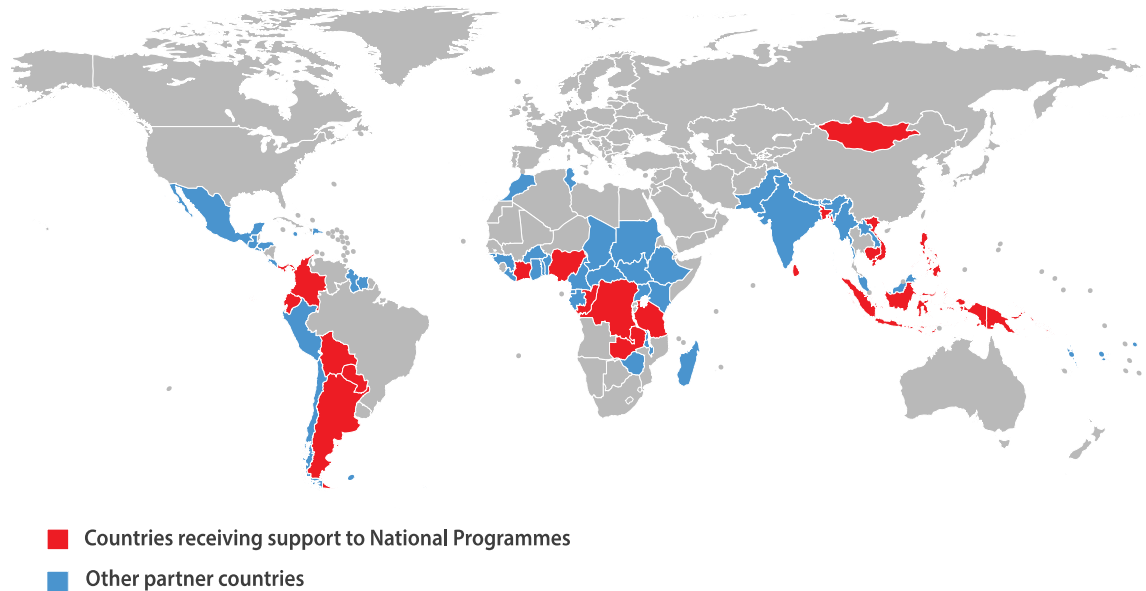 Countries receiving support to National Programmes
Other partner countries